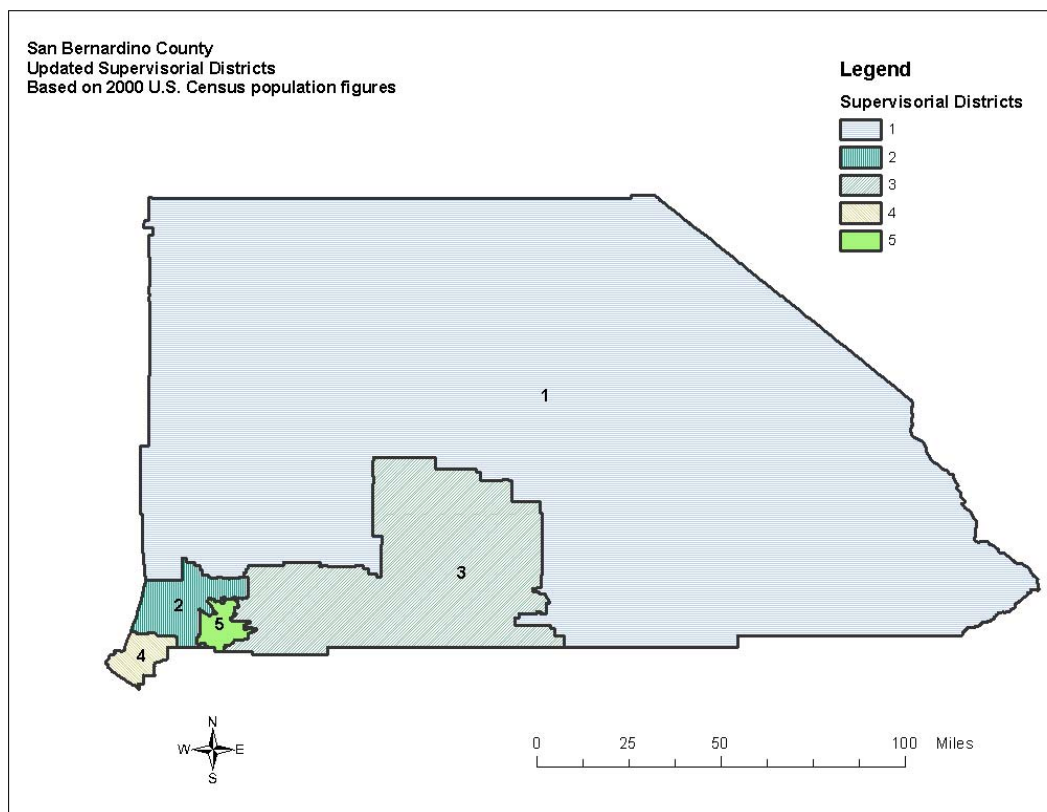 San Bernardino County
Updated Supervisorial Districts
Based on 2000 U.S. Census population figures
Legend
Supervisorial Districts
1
2
3
4
5
1
3
2
5
4
N
W E
S
0 25 50 100 Miles